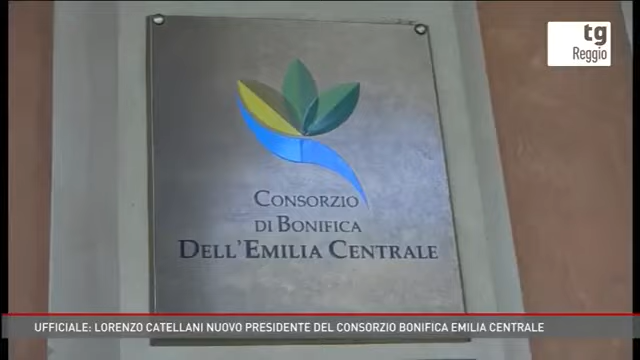 tg
Reggio
CONSORZIO
DI BONIFICA
DELL'EMILIA CENTRALE
UFFICIALE: LORENZO CATELLANI NUOVO PRESIDENTE DEL CONSORZIO BONIFICA EMILIA CENTRALE